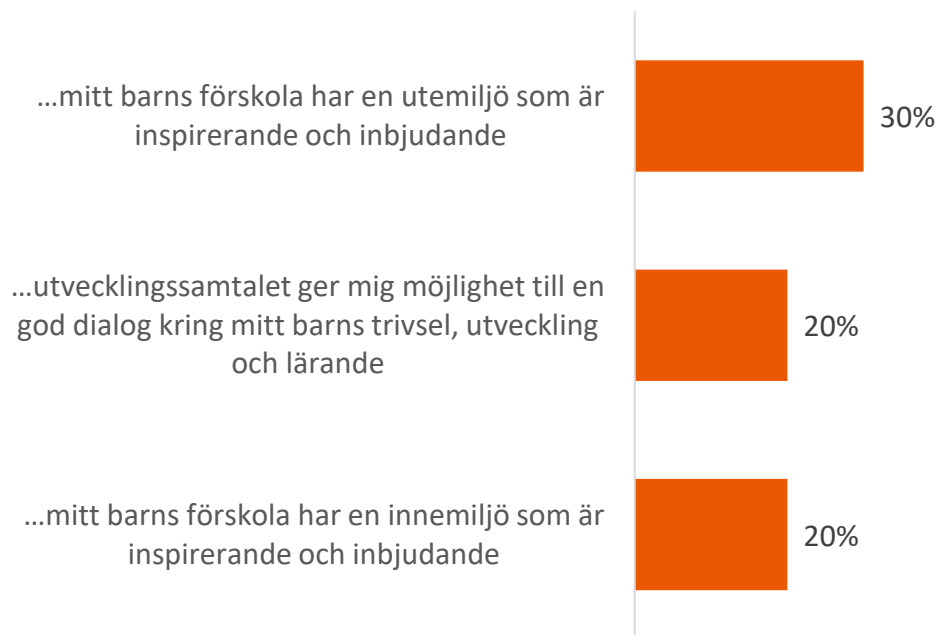 ...mitt barns förskola har en utemiljö som är
inspirerande och inbjudande
30%
...utvecklingssamtalet ger mig möjlighet till en
god dialog kring mitt barns trivsel, utveckling
och lärande
20%
...mitt barns förskola har en innemiljö som är
inspirerande och inbjudande
20%